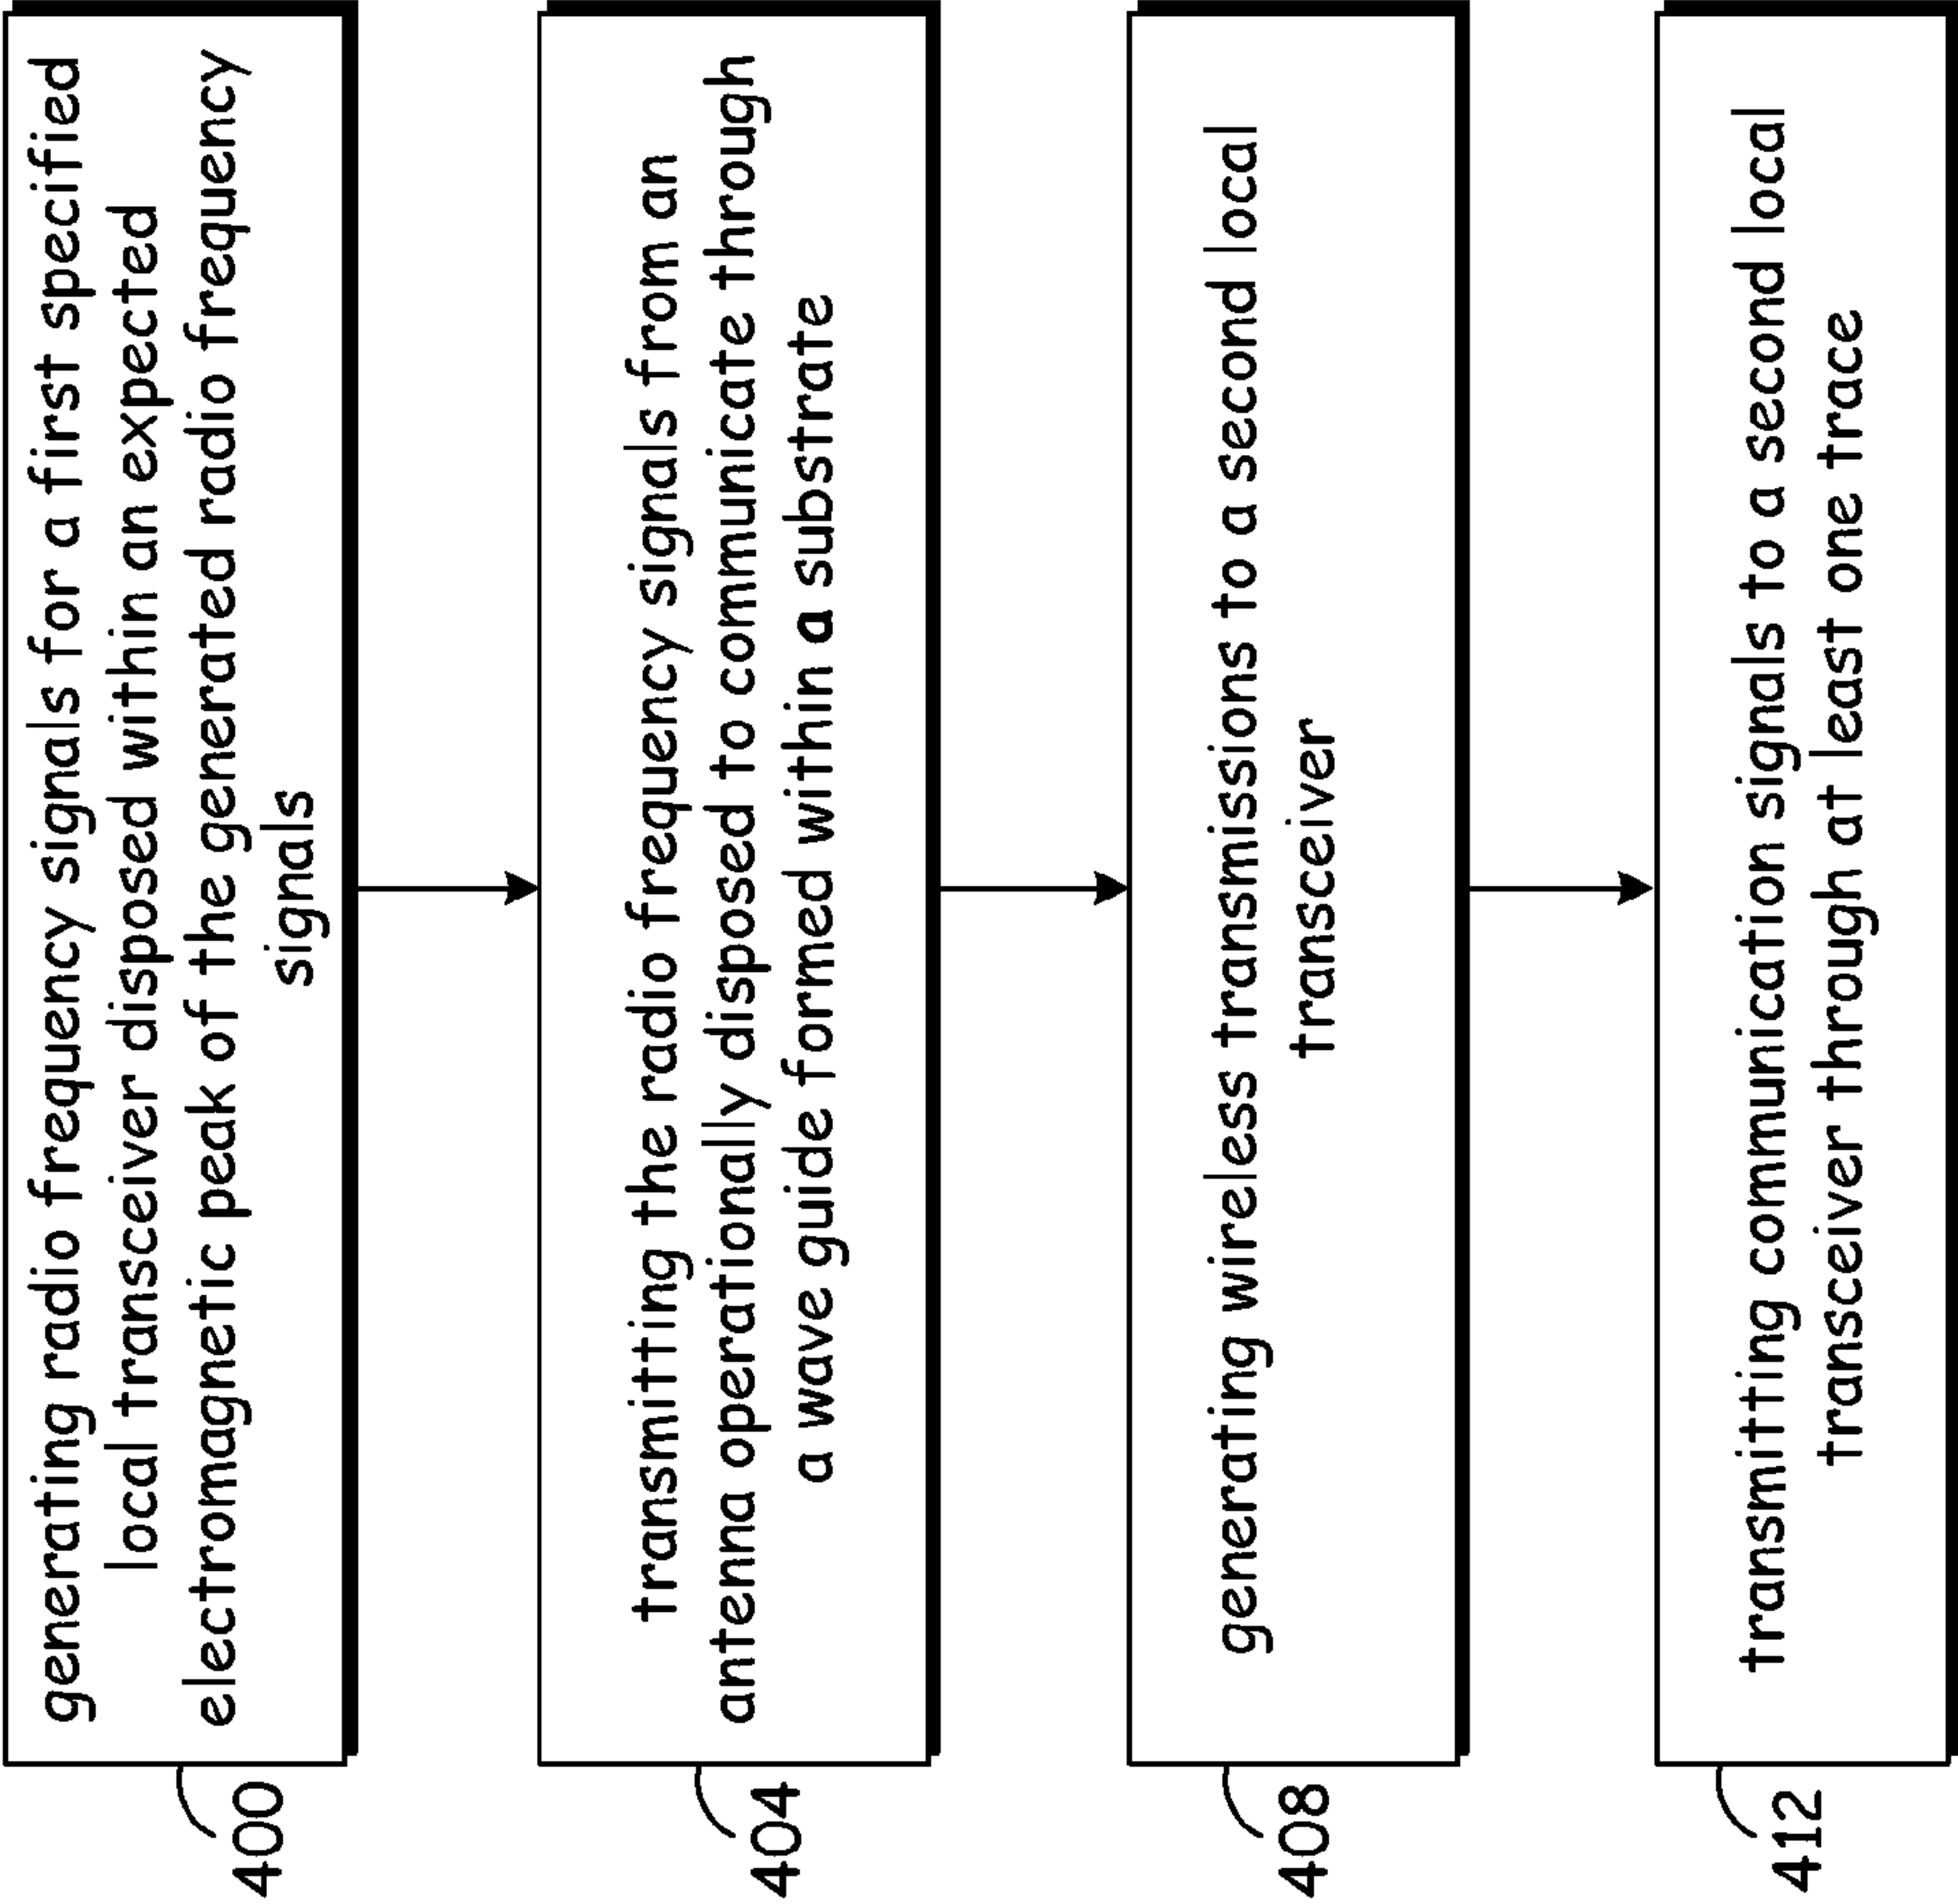 generating radio frequency signals for a first specified
local transceiver disposed within an expected
electromagnetic peak of the generated radio frequency
signals
400
transmitting the radio frequency signals from an
antenna operationally disposed to communicate through
a wave guide formed within a substrate
404
generating wireless transmissions to a second local
transceiver
408
transmitting communication signals to a second local
transceiver through at least one trace
412